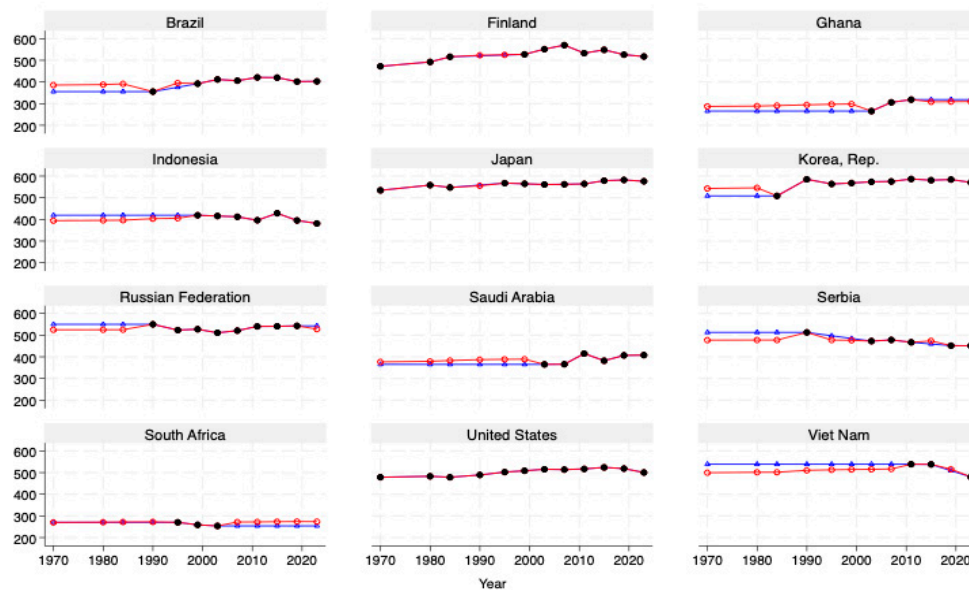 Brazil
Finland
Ghana
600
500
400
300
200
Indonesia
Japan
Korea, Rep.
600
500
400
300
200
Russian Federation
Saudi Arabia
Serbia
600
500
400
300
200
South Africa
United States
Viet Nam
600
500
400
300
200
1970 1980 1990 2000 2010 2020
1970 1980 1990 2000 2010 2020
1970 1980 1990 2000 2010 2020
Year